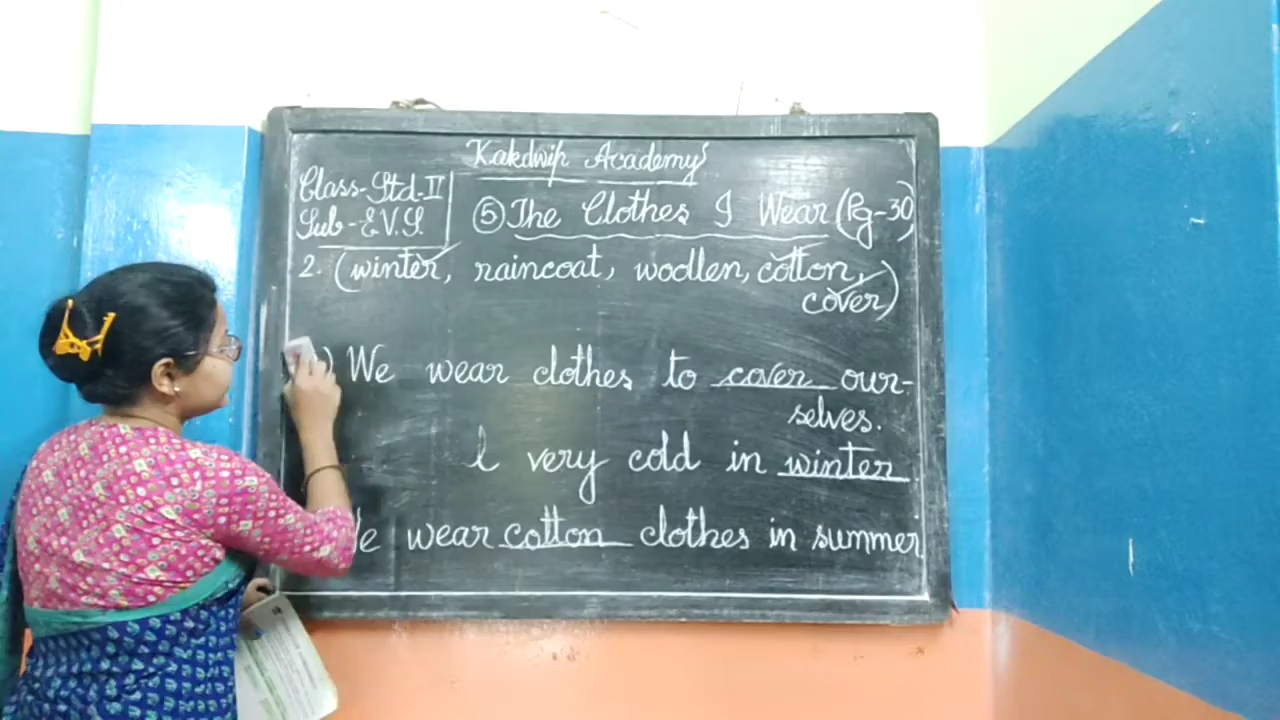 Kakdwip Academy
Class-Std-II
Sub-E.V.S.
⑤ The Clothes I Wear (Pg-30)
2. (winter, raincoat, woolen, cotton,
cover)
) We wear clothes to cover our-
selves.
l very cold in winter
e wear cotton clothes in summer